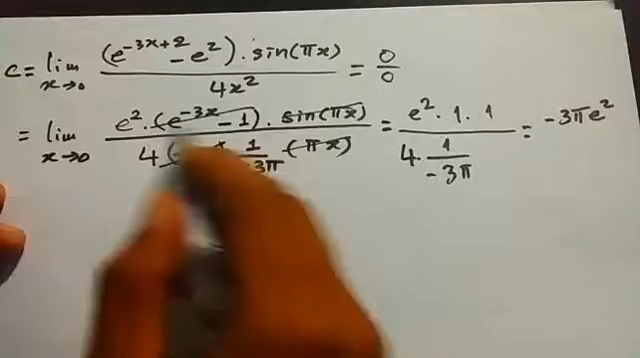 c = lim x→0 (e^(-3x+2) - e^2) · sin(πx) / 4x^2 = 0/0
= lim x→0 e^2 · (e^(-3x) - 1) · sin(πx) / 4 · 1/-3π (πx) = e^2 · 1 · 1 / 4 · 1/-3π = -3πe^2